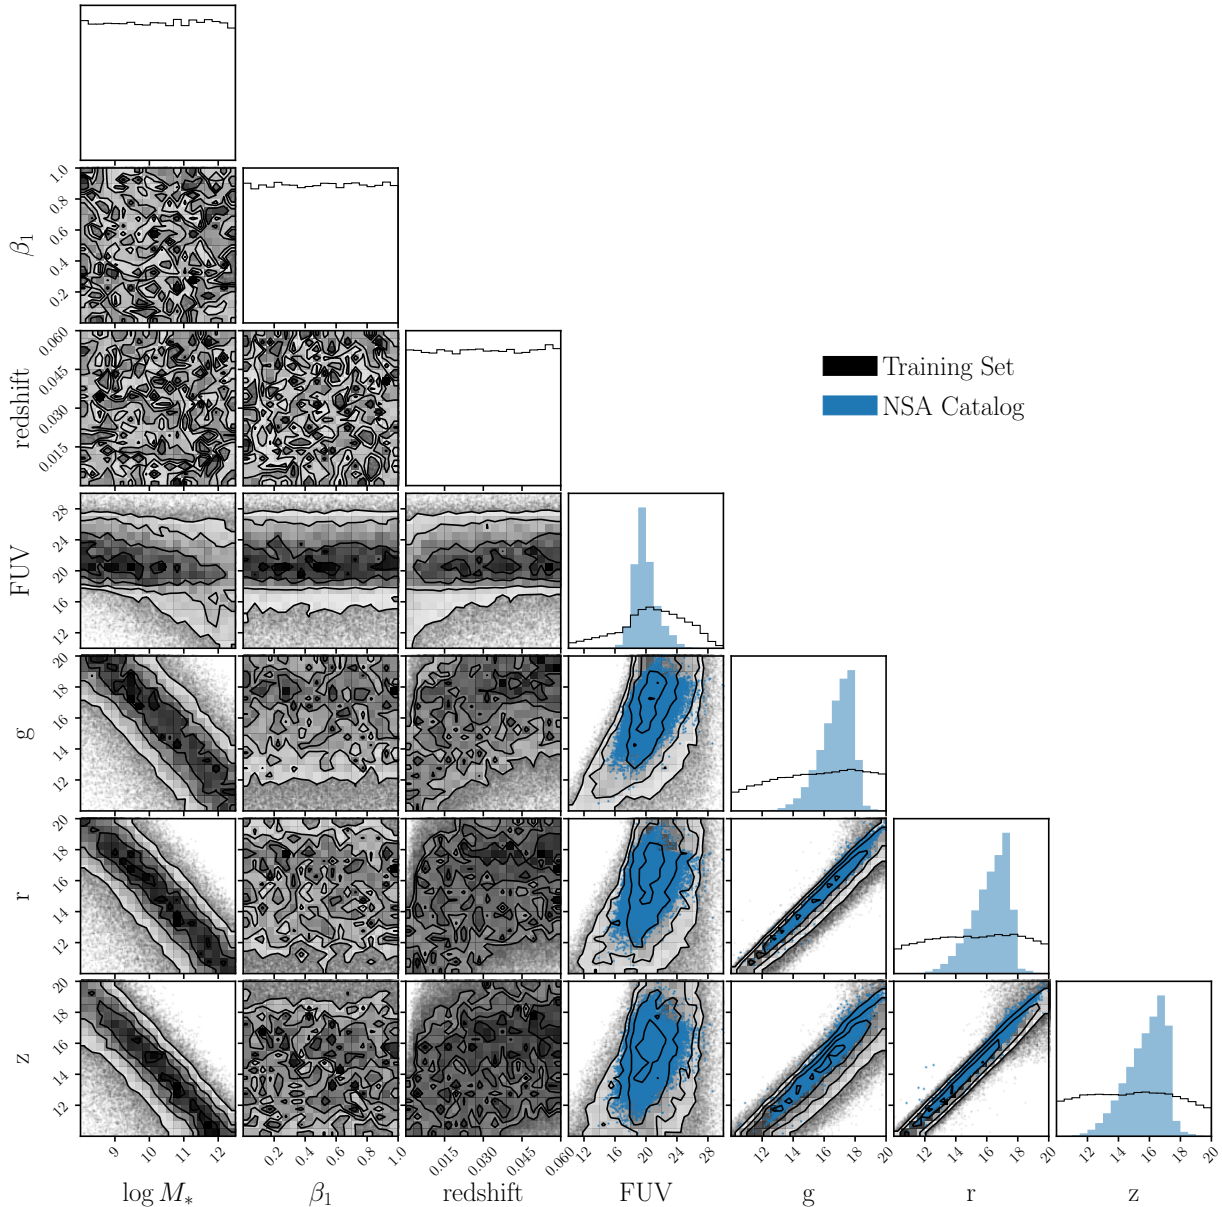 1.0
0.8
0.6
0.4
0.2
β₁
0.060
0.045
0.030
0.015
redshift
Training Set
NSA Catalog
28
24
20
16
12
FUV
20
18
16
14
12
g
20
18
16
14
12
r
20
18
16
14
12
z
9 10 11 12
0.2 0.4 0.6 0.8 1.0
0.015 0.030 0.045 0.060
12 16 20 24 28
12 14 16 18 20
12 14 16 18 20
12 14 16 18 20
log M* β₁ redshift FUV g r z